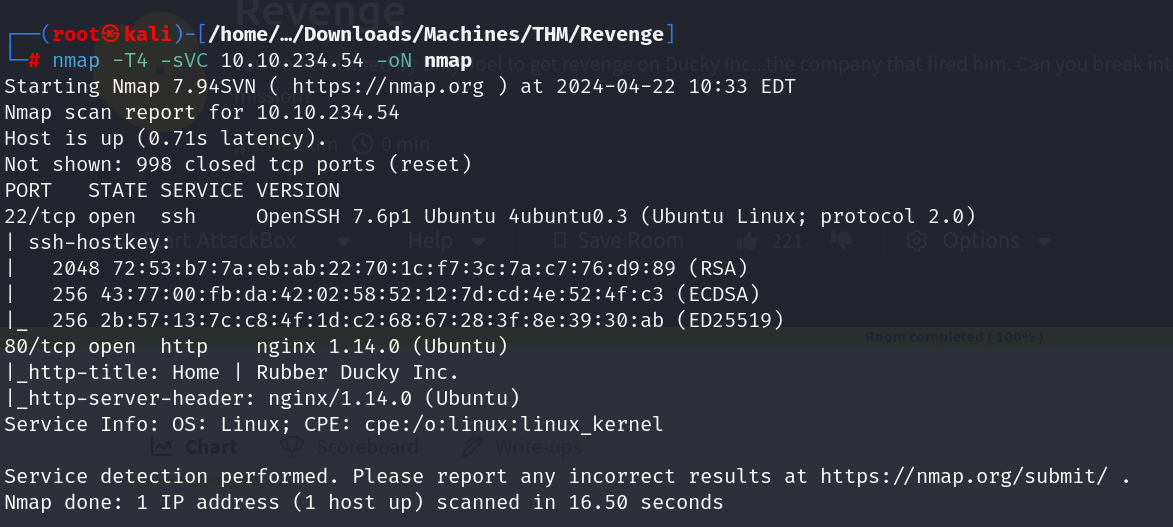 Revenge
┌──(root㉿kali)-[/home/…/Downloads/Machines/THM/Revenge]
└─# nmap -T4 -sVC 10.10.234.54 -oN nmap
el to get revenge on Ducky Inc...the company that fired him. Can you break int
Starting Nmap 7.94SVN ( https://nmap.org ) at 2024-04-22 10:33 EDT
Nmap scan report for 10.10.234.54
Host is up (0.71s latency).
0 min
Not shown: 998 closed tcp ports (reset)
PORT   STATE SERVICE VERSION
22/tcp open  ssh     OpenSSH 7.6p1 Ubuntu 4ubuntu0.3 (Ubuntu Linux; protocol 2.0)
| ssh-hostkey:
Start AttackBox Help Save Room 221 Options
|   2048 72:53:b7:7a:eb:ab:22:70:1c:f7:3c:7a:c7:76:d9:89 (RSA)
|   256 43:77:00:fb:da:42:02:58:52:12:7d:cd:4e:52:4f:c3 (ECDSA)
|_  256 2b:57:13:7c:c8:4f:1d:c2:68:67:28:3f:8e:39:30:ab (ED25519)
Room completed ( 100% )
80/tcp open  http    nginx 1.14.0 (Ubuntu)
|_http-title: Home | Rubber Ducky Inc.
|_http-server-header: nginx/1.14.0 (Ubuntu)
Service Info: OS: Linux; CPE: cpe:/o:linux:linux_kernel
Chart Scoreboard Write-ups
Service detection performed. Please report any incorrect results at https://nmap.org/submit/ .
Nmap done: 1 IP address (1 host up) scanned in 16.50 seconds